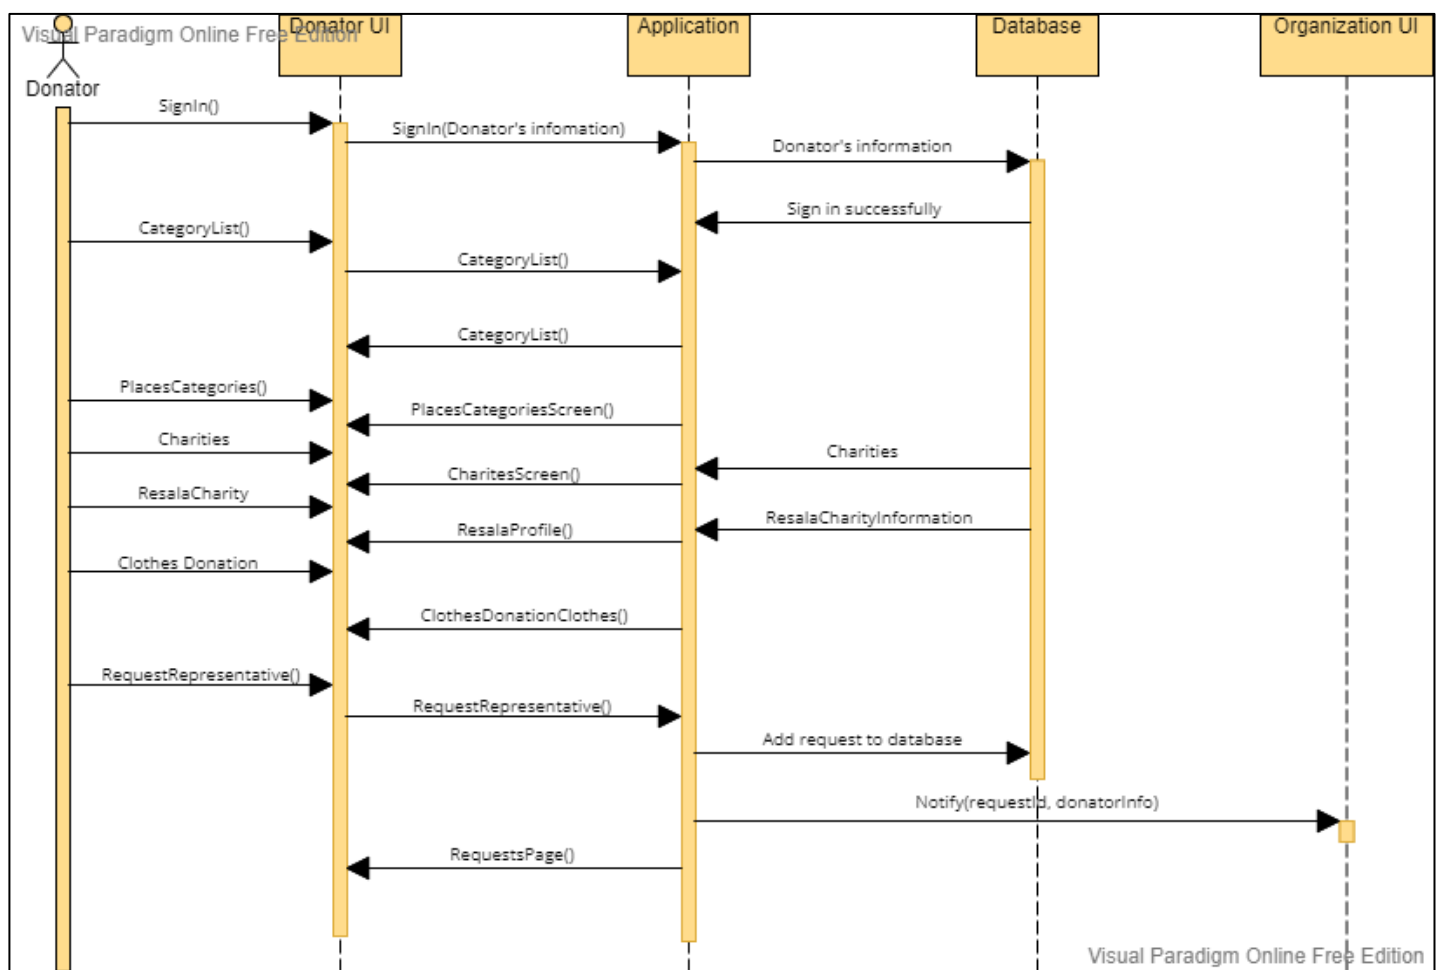 Visual Paradigm Online Free Edition
Donator UI
Application
Database
Organization UI
Donator
SignIn()
SignIn(Donator's infomation)
Donator's information
Sign in successfully
CategoryList()
CategoryList()
CategoryList()
PlacesCategories()
PlacesCategoriesScreen()
Charities
Charities
CharitesScreen()
ResalaCharity
ResalaCharityInformation
ResalaProfile()
Clothes Donation
ClothesDonationClothes()
RequestRepresentative()
RequestRepresentative()
Add request to database
Notify(requestId, donatorInfo)
RequestsPage()
Visual Paradigm Online Free Edition